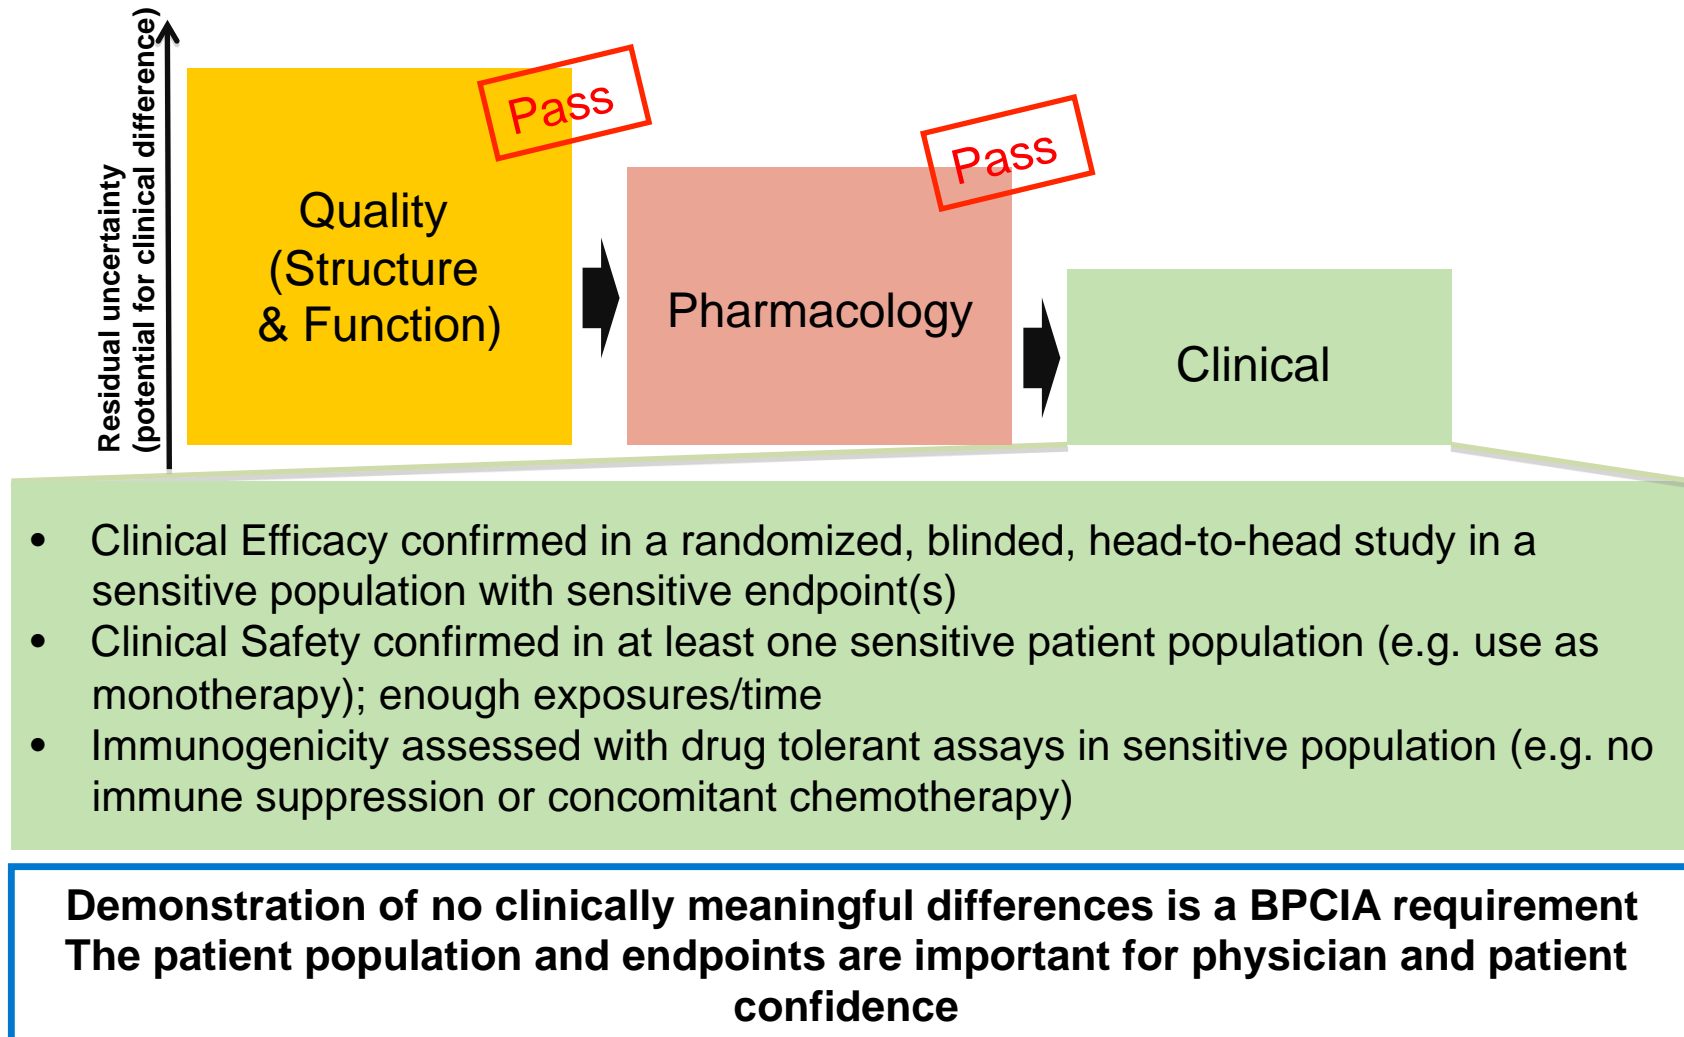 Residual uncertainty
(potential for clinical difference)
Pass
Quality
(Structure
& Function)
Pass
Pharmacology
Clinical
• Clinical Efficacy confirmed in a randomized, blinded, head-to-head study in a
sensitive population with sensitive endpoint(s)
• Clinical Safety confirmed in at least one sensitive patient population (e.g. use as
monotherapy); enough exposures/time
• Immunogenicity assessed with drug tolerant assays in sensitive population (e.g. no
immune suppression or concomitant chemotherapy)
Demonstration of no clinically meaningful differences is a BPCIA requirement
The patient population and endpoints are important for physician and patient
confidence